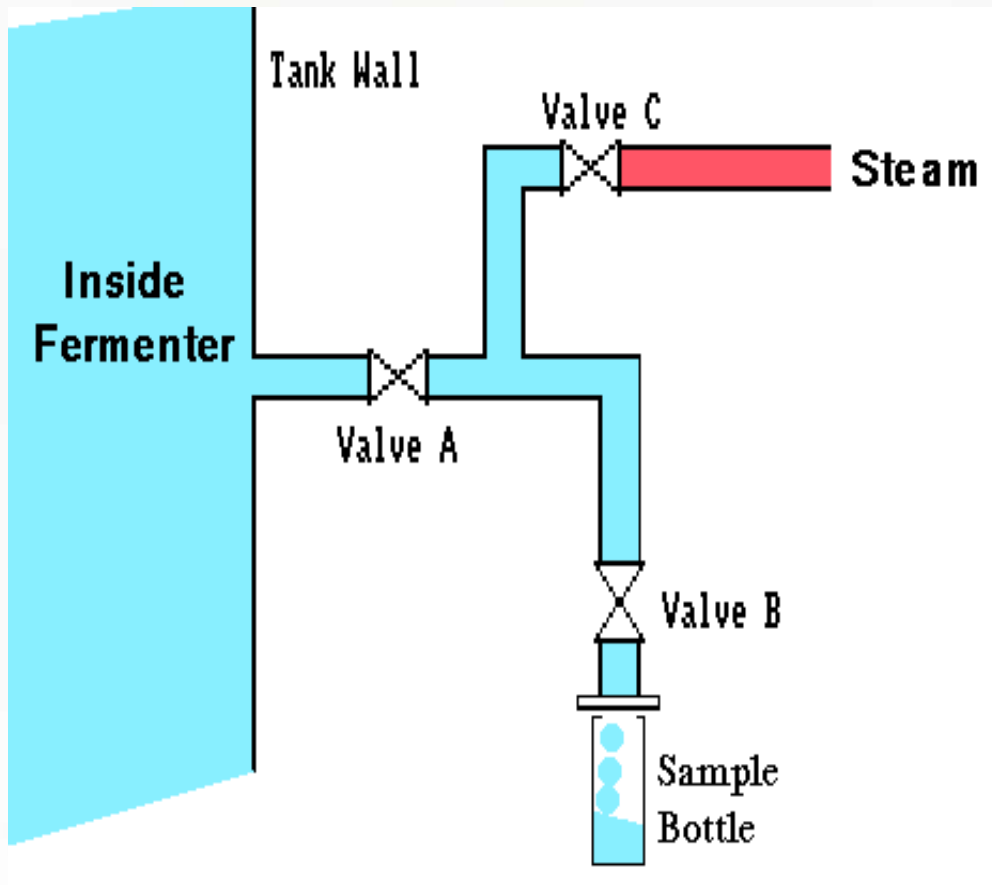 Tank Wall
Valve C
Steam
Inside
Fermenter
Valve A
Valve B
Sample
Bottle